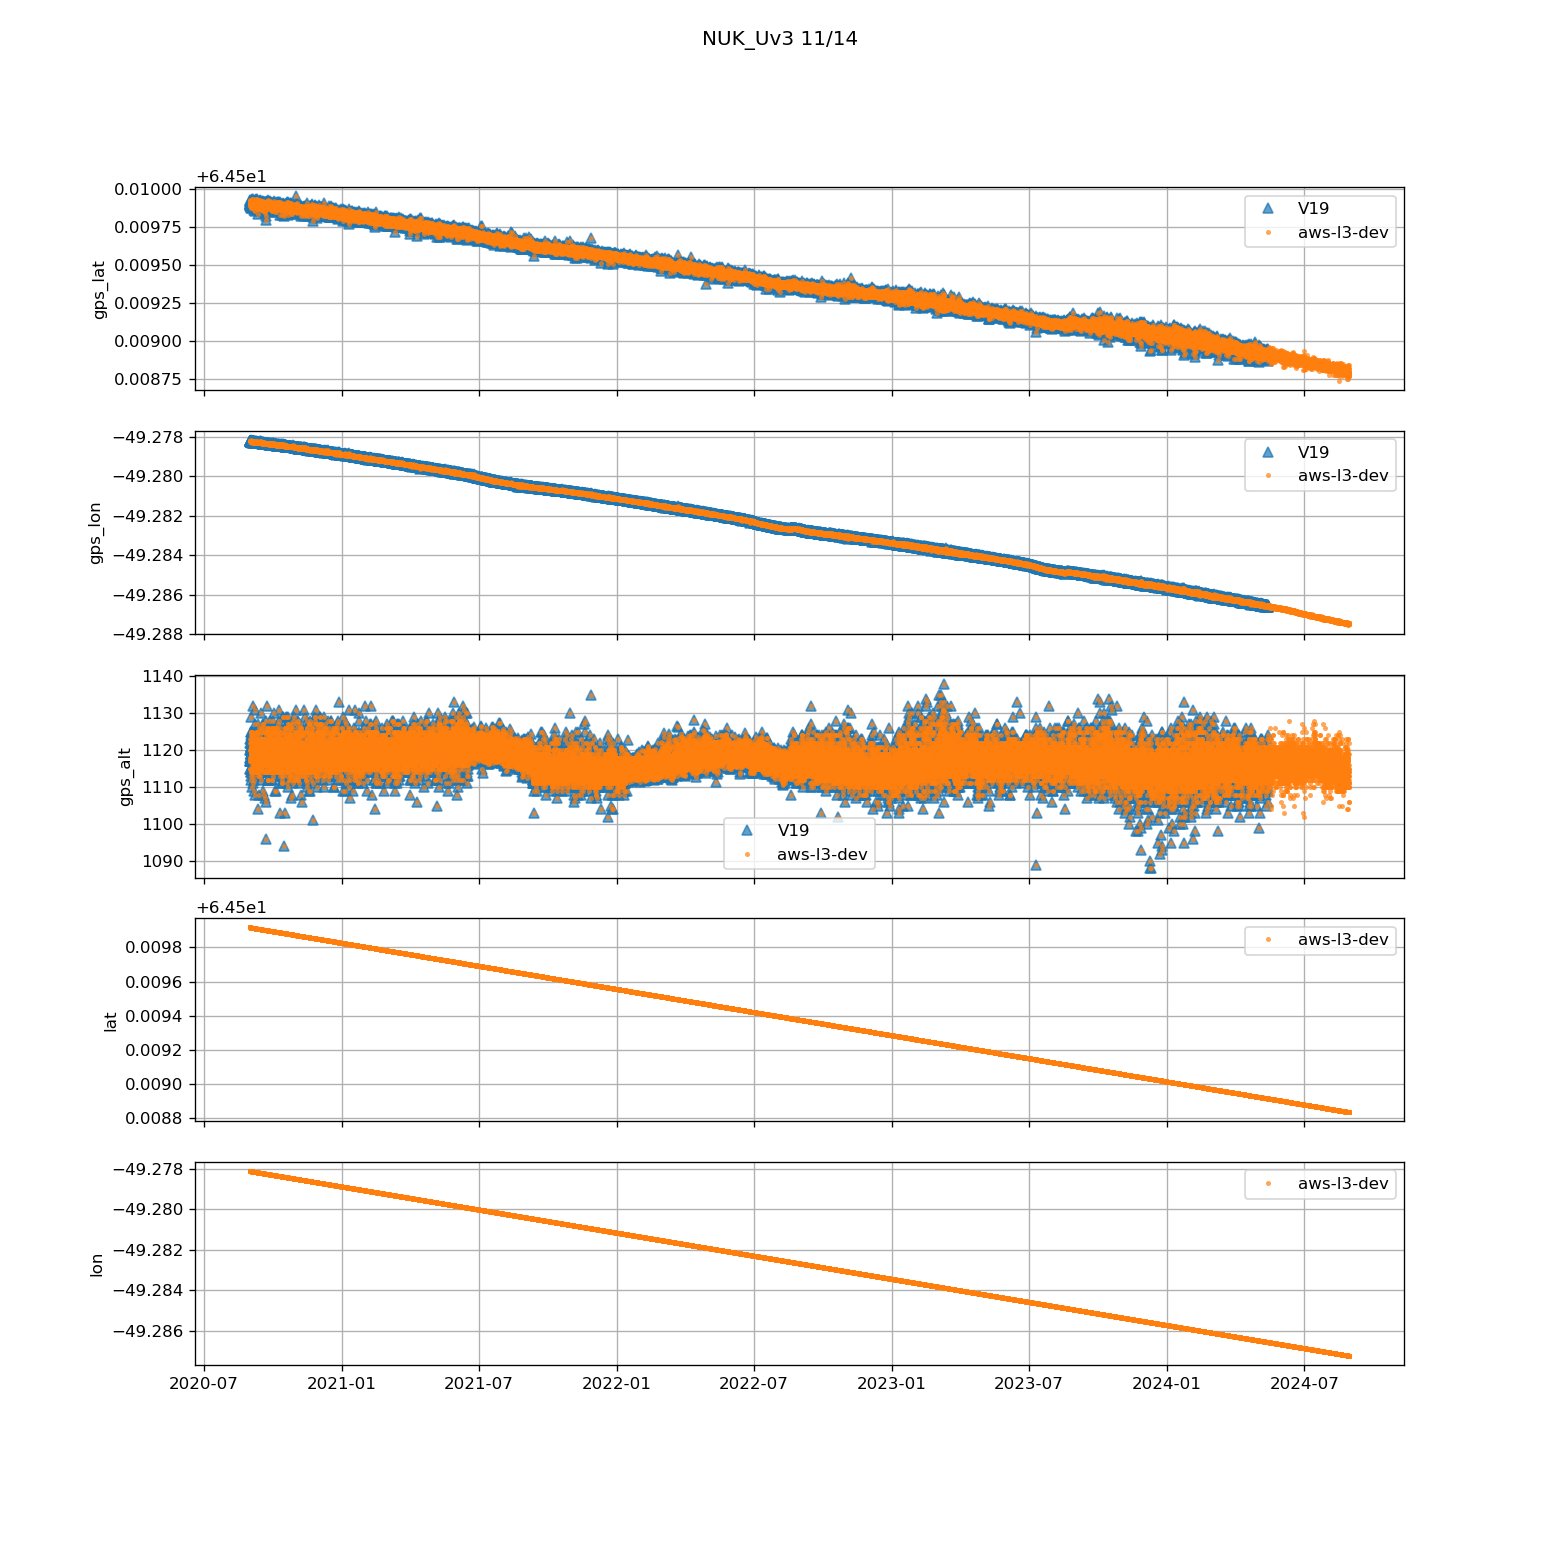 NUK_Uv3 11/14
+6.45e1
0.01000
0.00975
0.00950
0.00925
0.00900
0.00875
gps_lat
V19
aws-l3-dev
−49.278
−49.280
−49.282
−49.284
−49.286
−49.288
gps_lon
V19
aws-l3-dev
1140
1130
1120
1110
1100
1090
gps_alt
V19
aws-l3-dev
+6.45e1
0.0098
0.0096
0.0094
0.0092
0.0090
0.0088
lat
aws-l3-dev
−49.278
−49.280
−49.282
−49.284
−49.286
lon
aws-l3-dev
2020-07 2021-01 2021-07 2022-01 2022-07 2023-01 2023-07 2024-01 2024-07